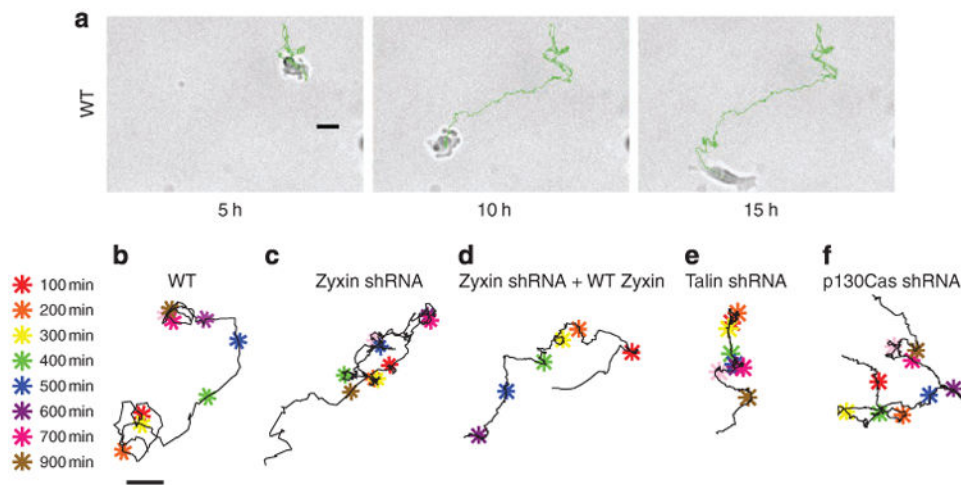 a
WT
5 h
10 h
15 h
b
WT
c
Zyxin shRNA
d
Zyxin shRNA + WT Zyxin
e
Talin shRNA
f
p130Cas shRNA
100 min
200 min
300 min
400 min
500 min
600 min
700 min
900 min